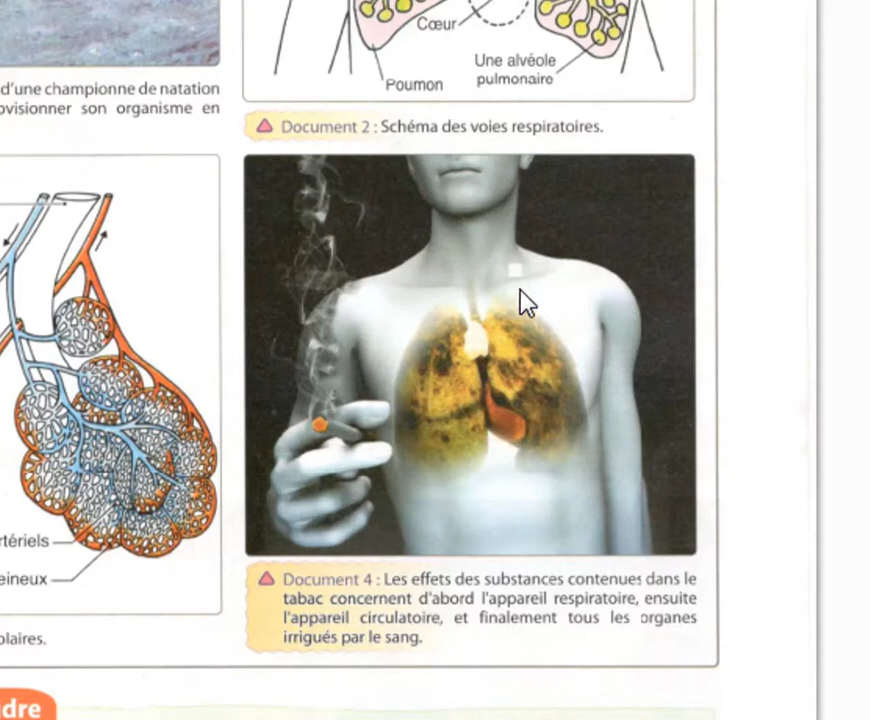 Cœur
Une alvéole
pulmonaire
Poumon
d'une championne de natation
ovisionner son organisme en
Document 2 : Schéma des voies respiratoires.
rtériels
eineux
olaires.
Document 4 : Les effets des substances contenues dans le
tabac concernent d'abord l'appareil respiratoire, ensuite
l'appareil circulatoire, et finalement tous les organes
irrigués par le sang.
dre